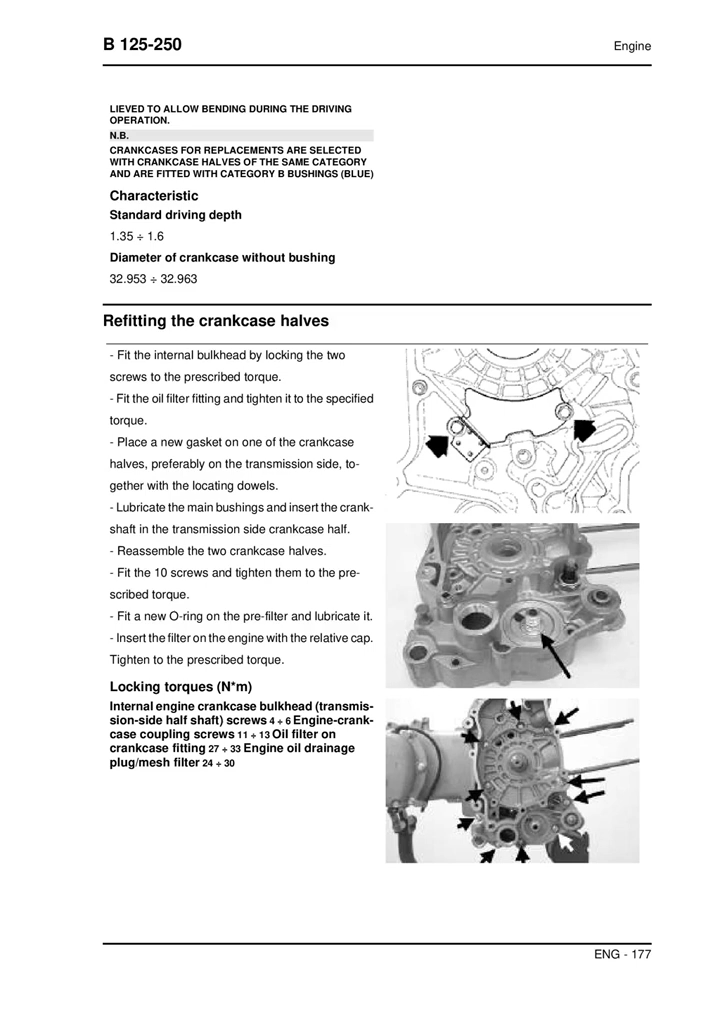 B 125-250
Engine
LIEVED TO ALLOW BENDING DURING THE DRIVING
OPERATION.
N.B.
CRANKCASES FOR REPLACEMENTS ARE SELECTED
WITH CRANKCASE HALVES OF THE SAME CATEGORY
AND ARE FITTED WITH CATEGORY B BUSHINGS (BLUE)
Characteristic
Standard driving depth
1.35 ÷ 1.6
Diameter of crankcase without bushing
32.953 ÷ 32.963
Refitting the crankcase halves
- Fit the internal bulkhead by locking the two
screws to the prescribed torque.
- Fit the oil filter fitting and tighten it to the specified
torque.
- Place a new gasket on one of the crankcase
halves, preferably on the transmission side, to-
gether with the locating dowels.
- Lubricate the main bushings and insert the crank-
shaft in the transmission side crankcase half.
- Reassemble the two crankcase halves.
- Fit the 10 screws and tighten them to the pre-
scribed torque.
- Fit a new O-ring on the pre-filter and lubricate it.
- Insert the filter on the engine with the relative cap.
Tighten to the prescribed torque.
Locking torques (N*m)
Internal engine crankcase bulkhead (transmis-
sion-side half shaft) screws 4 ÷ 6 Engine-crank-
case coupling screws 11 ÷ 13 Oil filter on
crankcase fitting 27 ÷ 33 Engine oil drainage
plug/mesh filter 24 ÷ 30
ENG - 177